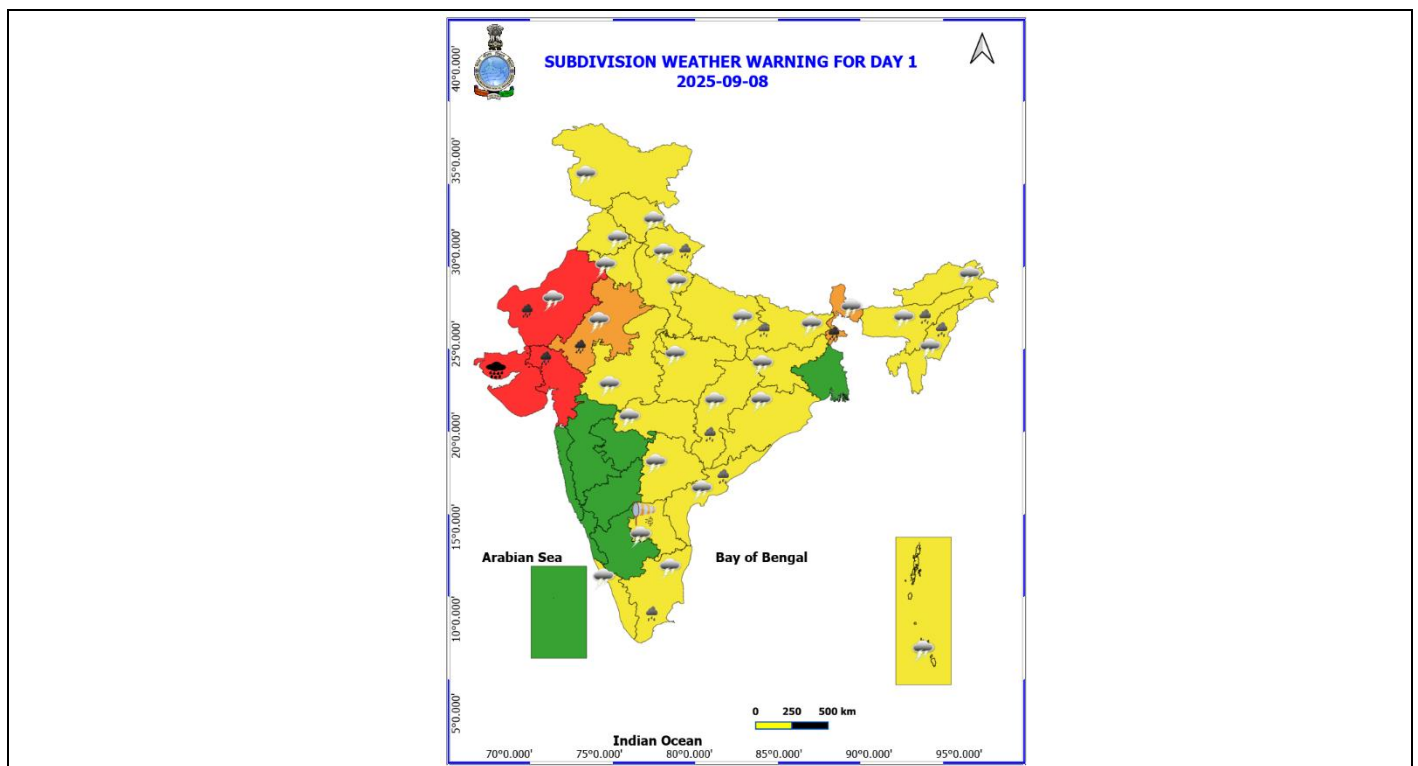 SUBDIVISION WEATHER WARNING FOR DAY 1
2025-09-08
40°0.000'
35°0.000'
30°0.000'
25°0.000'
20°0.000'
15°0.000'
10°0.000'
5°0.000'
Arabian Sea
Bay of Bengal
0 250 500 km
Indian Ocean
70°0.000' 75°0.000' 80°0.000' 85°0.000' 90°0.000' 95°0.000'